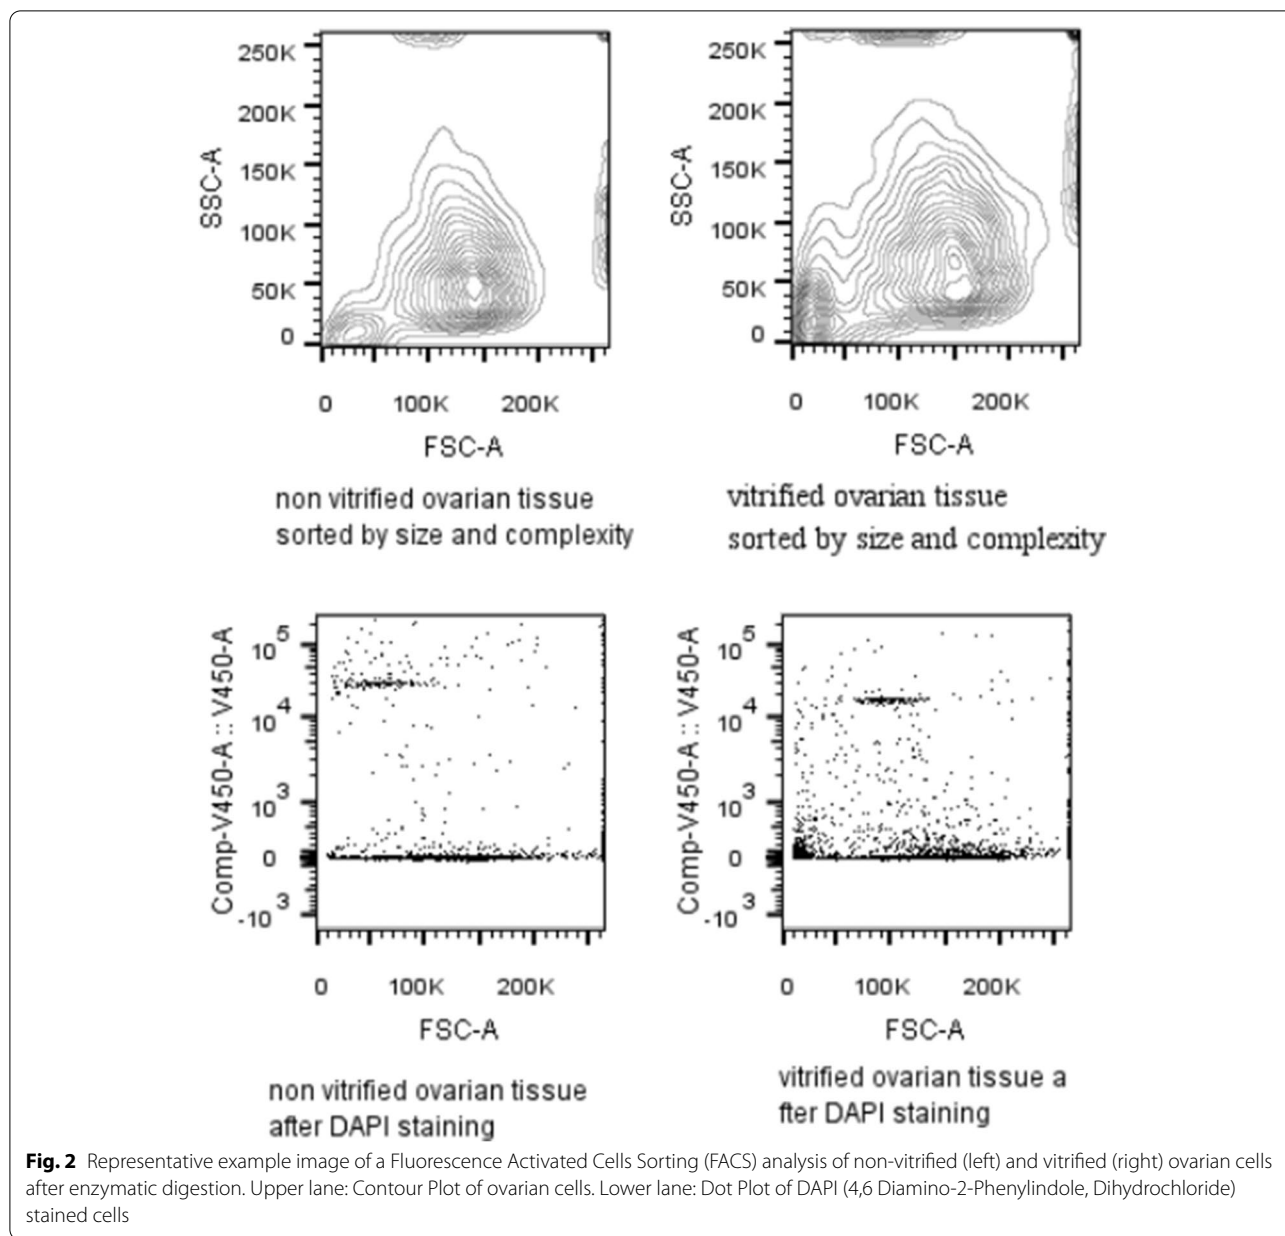 250K
200K
150K
100K
50K
0
SSC-A
0 100K 200K
FSC-A
non vitrified ovarian tissue
sorted by size and complexity
250K
200K
150K
100K
50K
0
SSC-A
0 100K 200K
FSC-A
vitrified ovarian tissue
sorted by size and complexity
10 5
10 4
10 3
0
-10 3
Comp-V450-A :: V450-A
0 100K 200K
FSC-A
non vitrified ovarian tissue
after DAPI staining
10 5
10 4
10 3
0
-10 3
Comp-V450-A :: V450-A
0 100K 200K
FSC-A
vitrified ovarian tissue a
fter DAPI staining
Fig. 2 Representative example image of a Fluorescence Activated Cells Sorting (FACS) analysis of non-vitrified (left) and vitrified (right) ovarian cells
after enzymatic digestion. Upper lane: Contour Plot of ovarian cells. Lower lane: Dot Plot of DAPI (4,6 Diamino-2-Phenylindole, Dihydrochloride)
stained cells